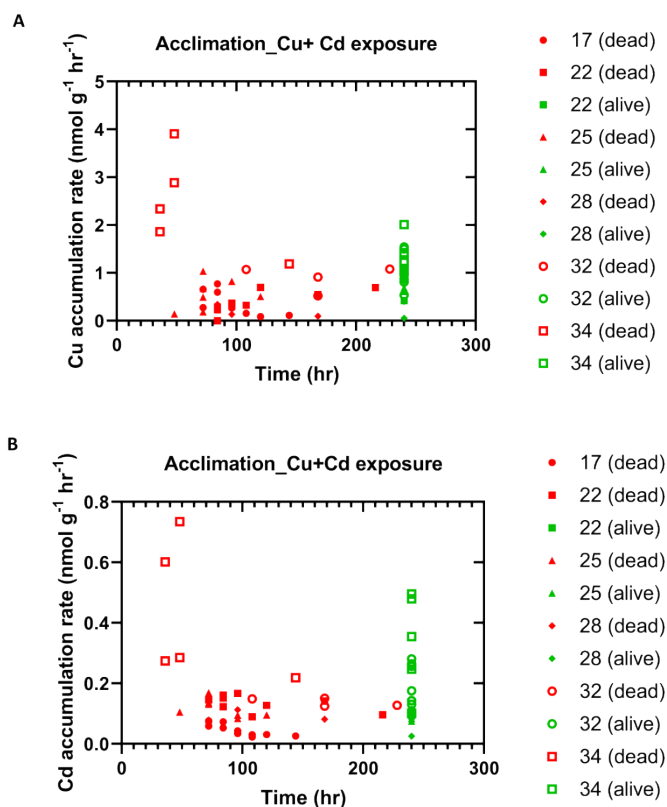 A
Acclimation_Cu+ Cd exposure
Cu accumulation rate (nmol g⁻¹ hr⁻¹)
5
4
3
2
1
0
0 100 200 300
Time (hr)
17 (dead)
22 (dead)
22 (alive)
25 (dead)
25 (alive)
28 (dead)
28 (alive)
32 (dead)
32 (alive)
34 (dead)
34 (alive)
B
Acclimation_Cu+Cd exposure
Cd accumulation rate (nmol g⁻¹ hr⁻¹)
0.8
0.6
0.4
0.2
0.0
0 100 200 300
Time (hr)
17 (dead)
22 (dead)
22 (alive)
25 (dead)
25 (alive)
28 (dead)
28 (alive)
32 (dead)
32 (alive)
34 (dead)
34 (alive)